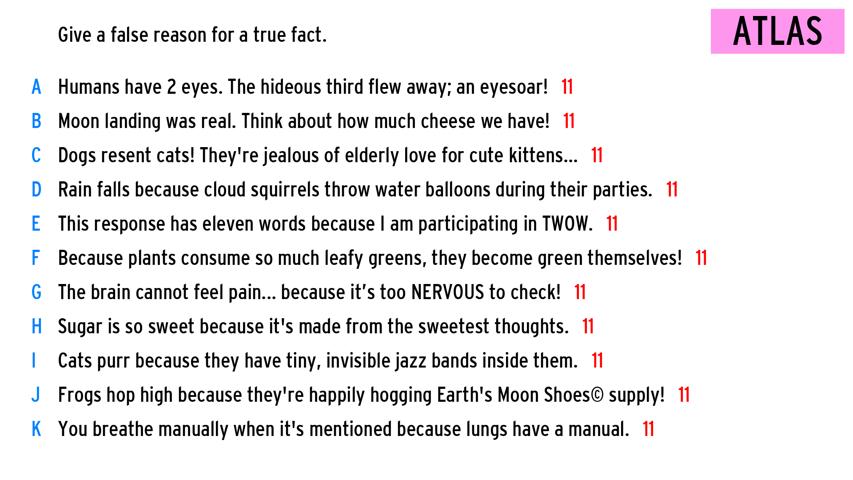 Give a false reason for a true fact.
ATLAS
A Humans have 2 eyes. The hideous third flew away; an eyesoar! 11
B Moon landing was real. Think about how much cheese we have! 11
C Dogs resent cats! They're jealous of elderly love for cute kittens... 11
D Rain falls because cloud squirrels throw water balloons during their parties. 11
E This response has eleven words because I am participating in TWOW. 11
F Because plants consume so much leafy greens, they become green themselves! 11
G The brain cannot feel pain... because it’s too NERVOUS to check! 11
H Sugar is so sweet because it's made from the sweetest thoughts. 11
I Cats purr because they have tiny, invisible jazz bands inside them. 11
J Frogs hop high because they're happily hogging Earth's Moon Shoes© supply! 11
K You breathe manually when it's mentioned because lungs have a manual. 11